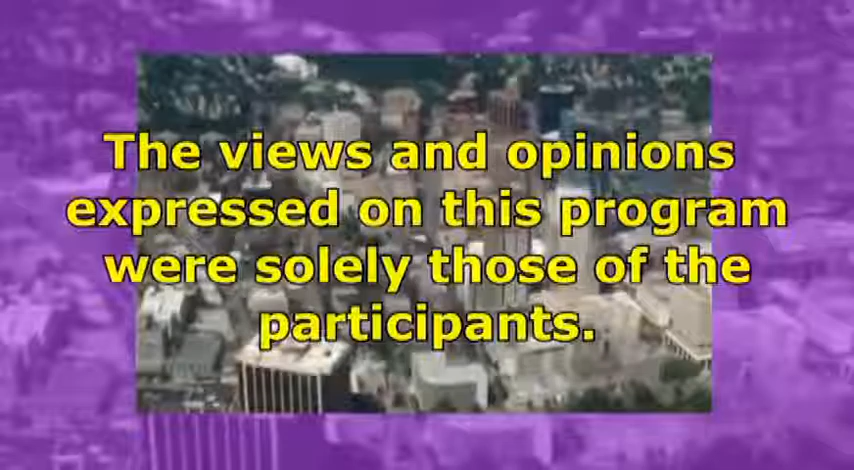 The views and opinions
expressed on this program
were solely those of the
participants.